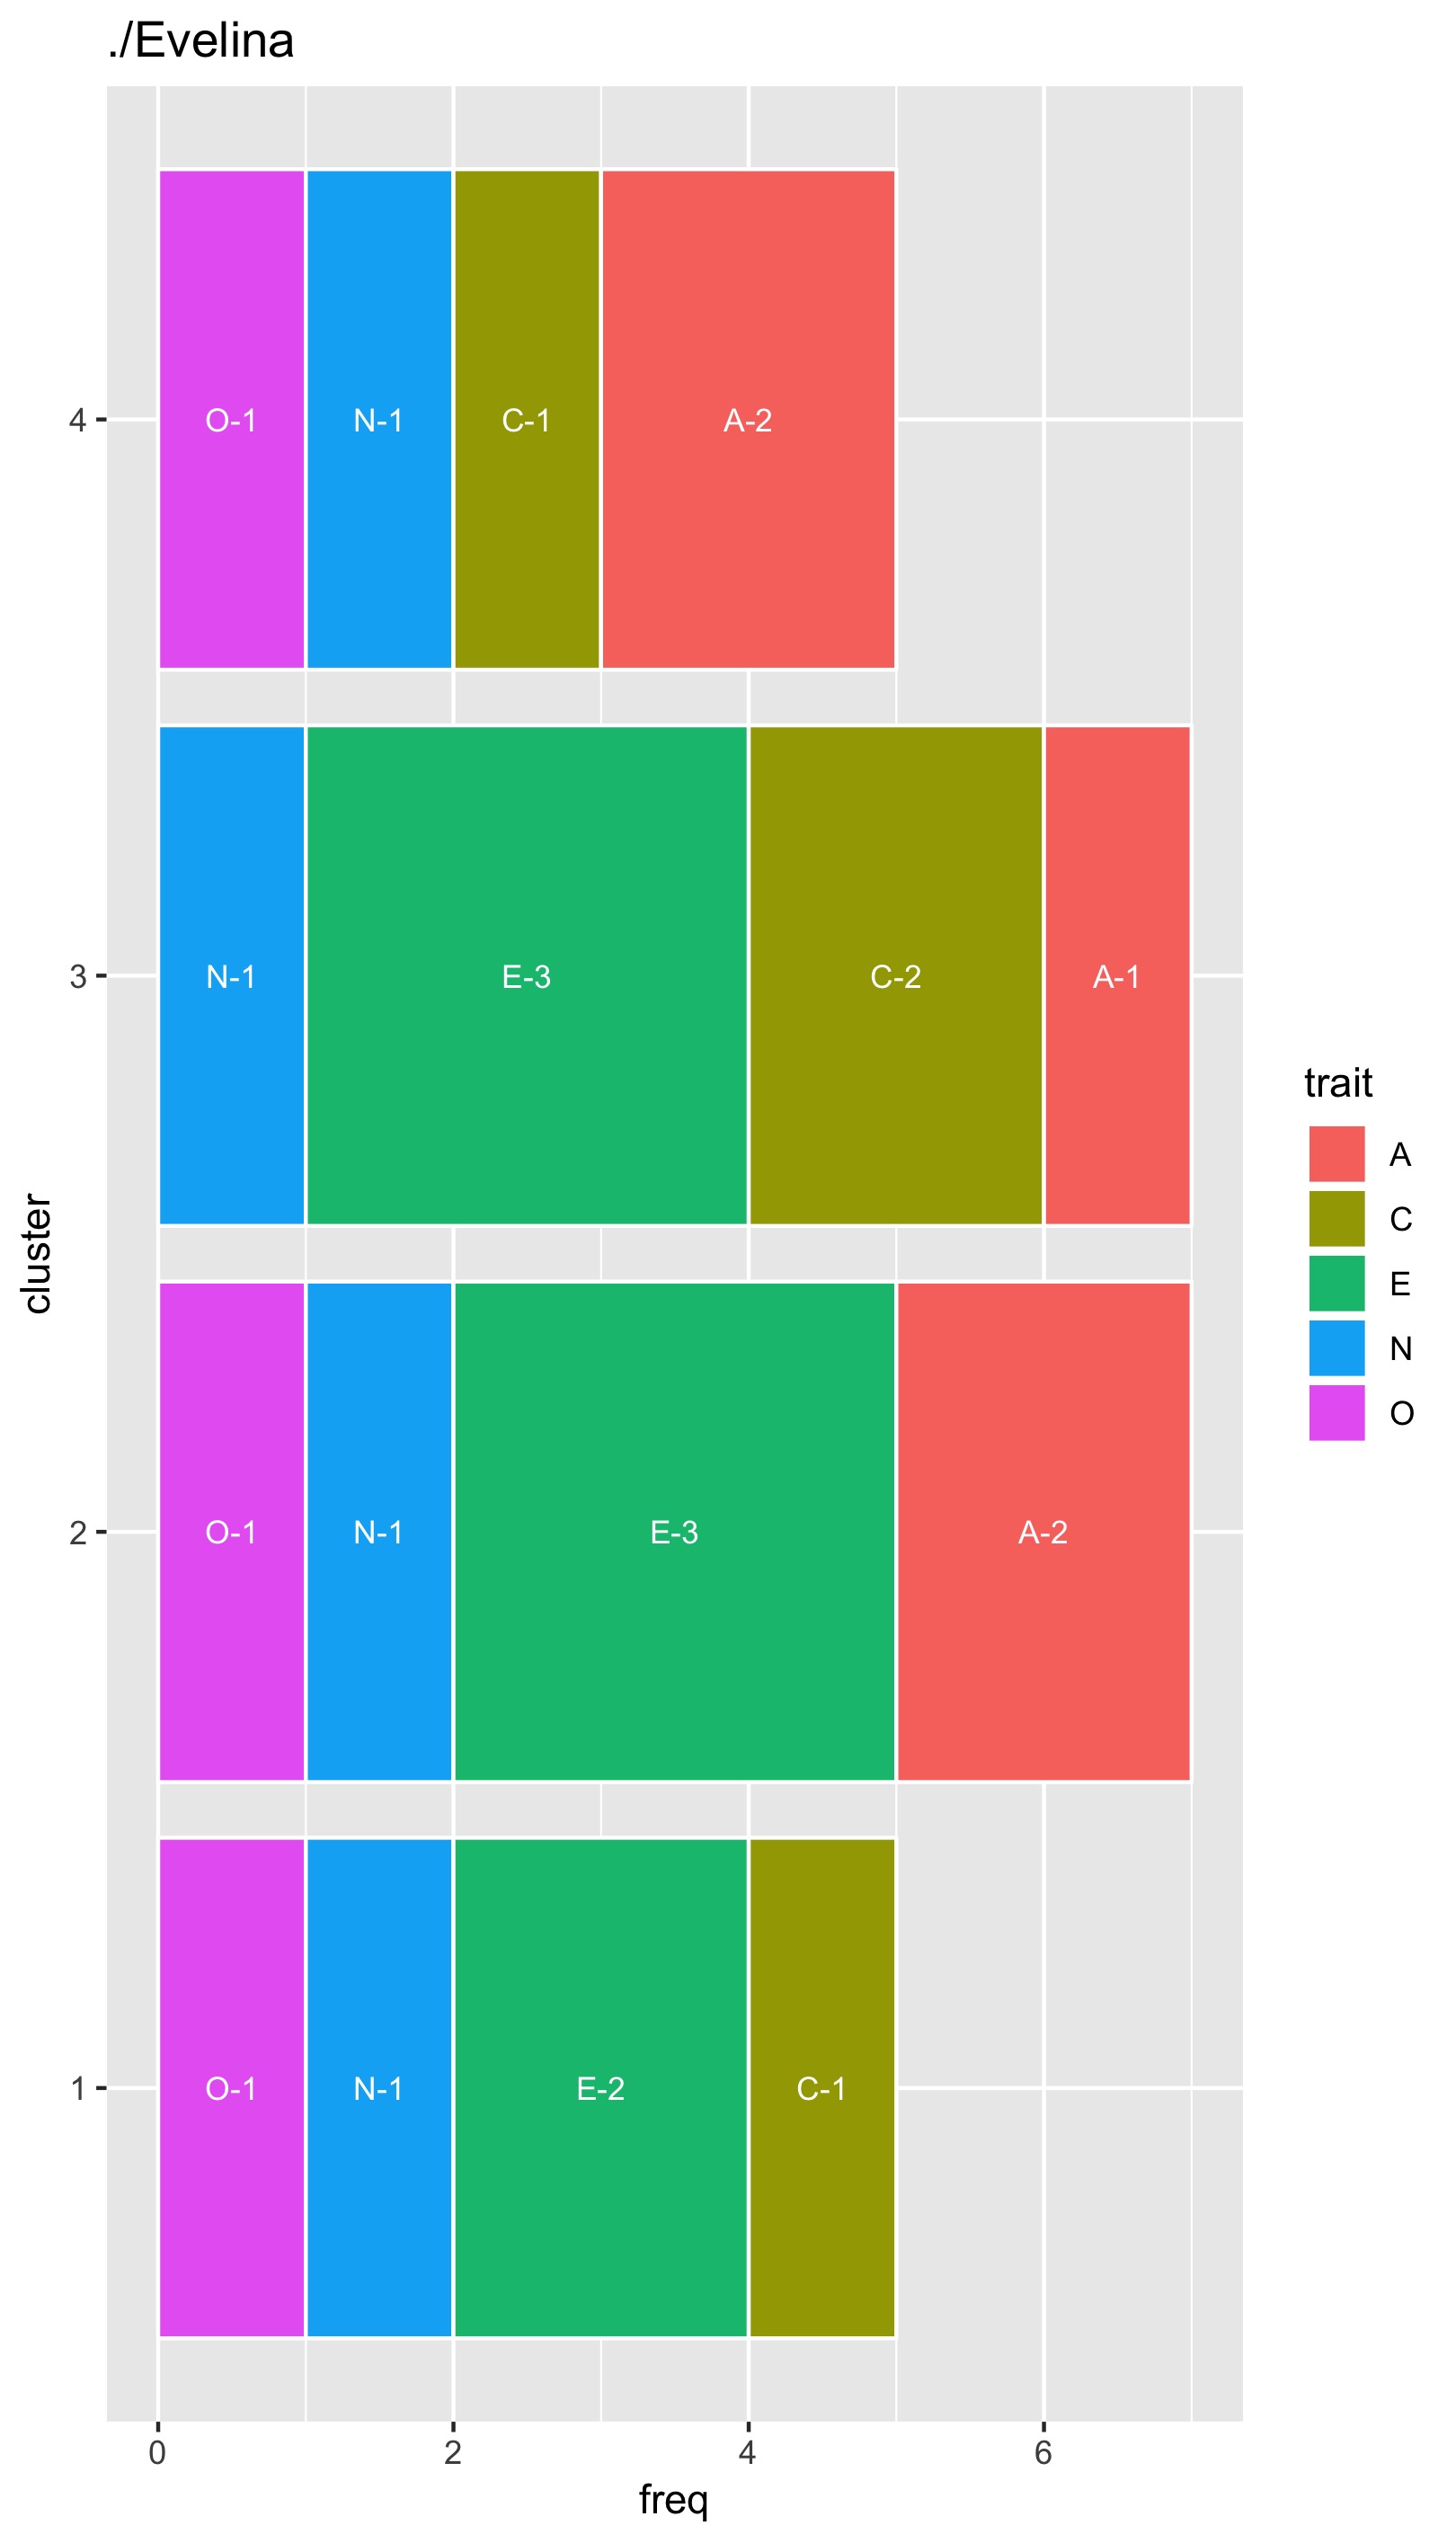 ./Evelina
4
O-1 N-1 C-1 A-2
3
N-1 E-3 C-2 A-1
2
O-1 N-1 E-3 A-2
1
O-1 N-1 E-2 C-1
cluster
0 2 4 6
freq
trait
A
C
E
N
O